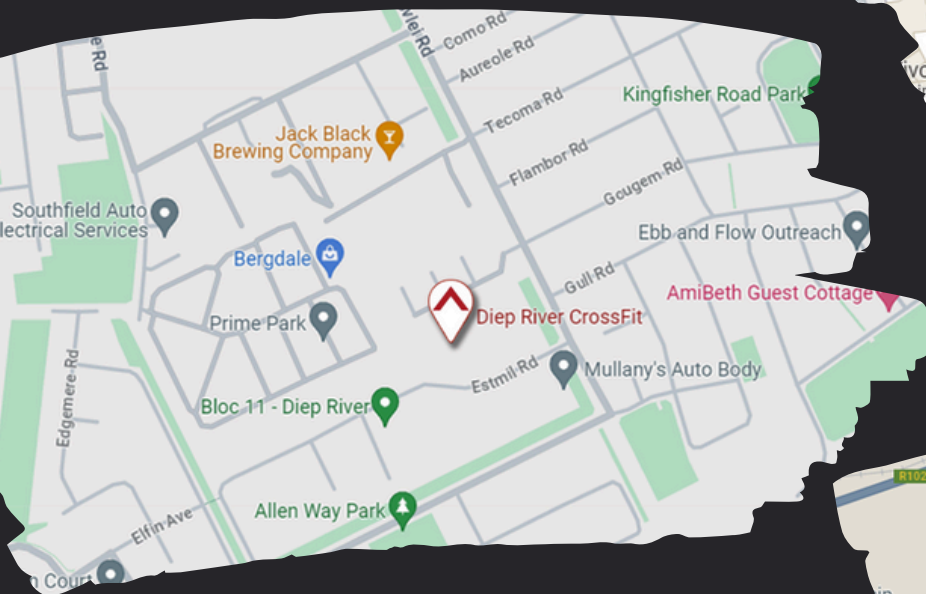 Como Rd
Aureole Rd
Kingfisher Road Park
Tecoma Rd
Jack Black
Brewing Company
Flambor Rd
Gougem Rd
Southfield Auto
lectrical Services
Ebb and Flow Outreach
Bergdale
Gull Rd
AmiBeth Guest Cottage
Prime Park
Diep River CrossFit
Estmil Rd
Mullany's Auto Body
Edgemere Rd
Bloc 11 - Diep River
Allen Way Park
Elfin Ave
Court
R102